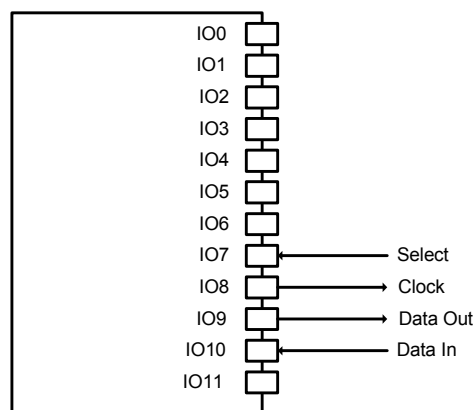 IO0
IO1
IO2
IO3
IO4
IO5
IO6
IO7 Select
IO8 Clock
IO9 Data Out
IO10 Data In
IO11